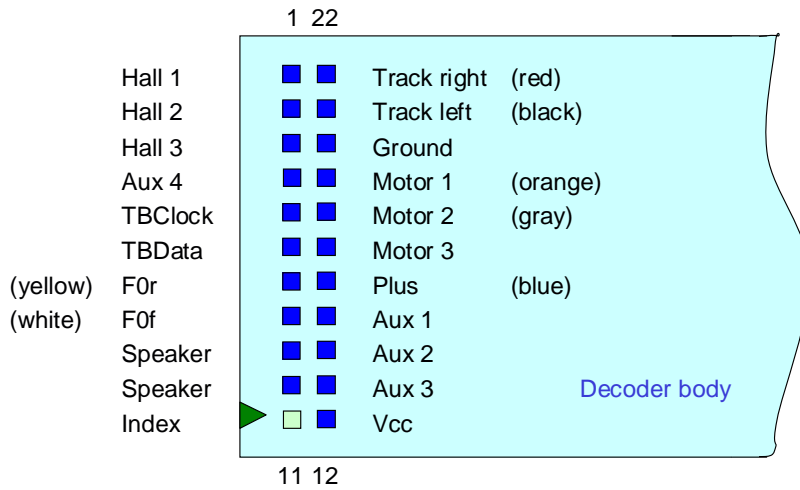 1 22
Hall 1 Track right (red)
Hall 2 Track left (black)
Hall 3 Ground
Aux 4 Motor 1 (orange)
TBClock Motor 2 (gray)
TBData Motor 3
(yellow) F0r Plus (blue)
(white) F0f Aux 1
Speaker Aux 2
Speaker Aux 3 Decoder body
Index Vcc
11 12